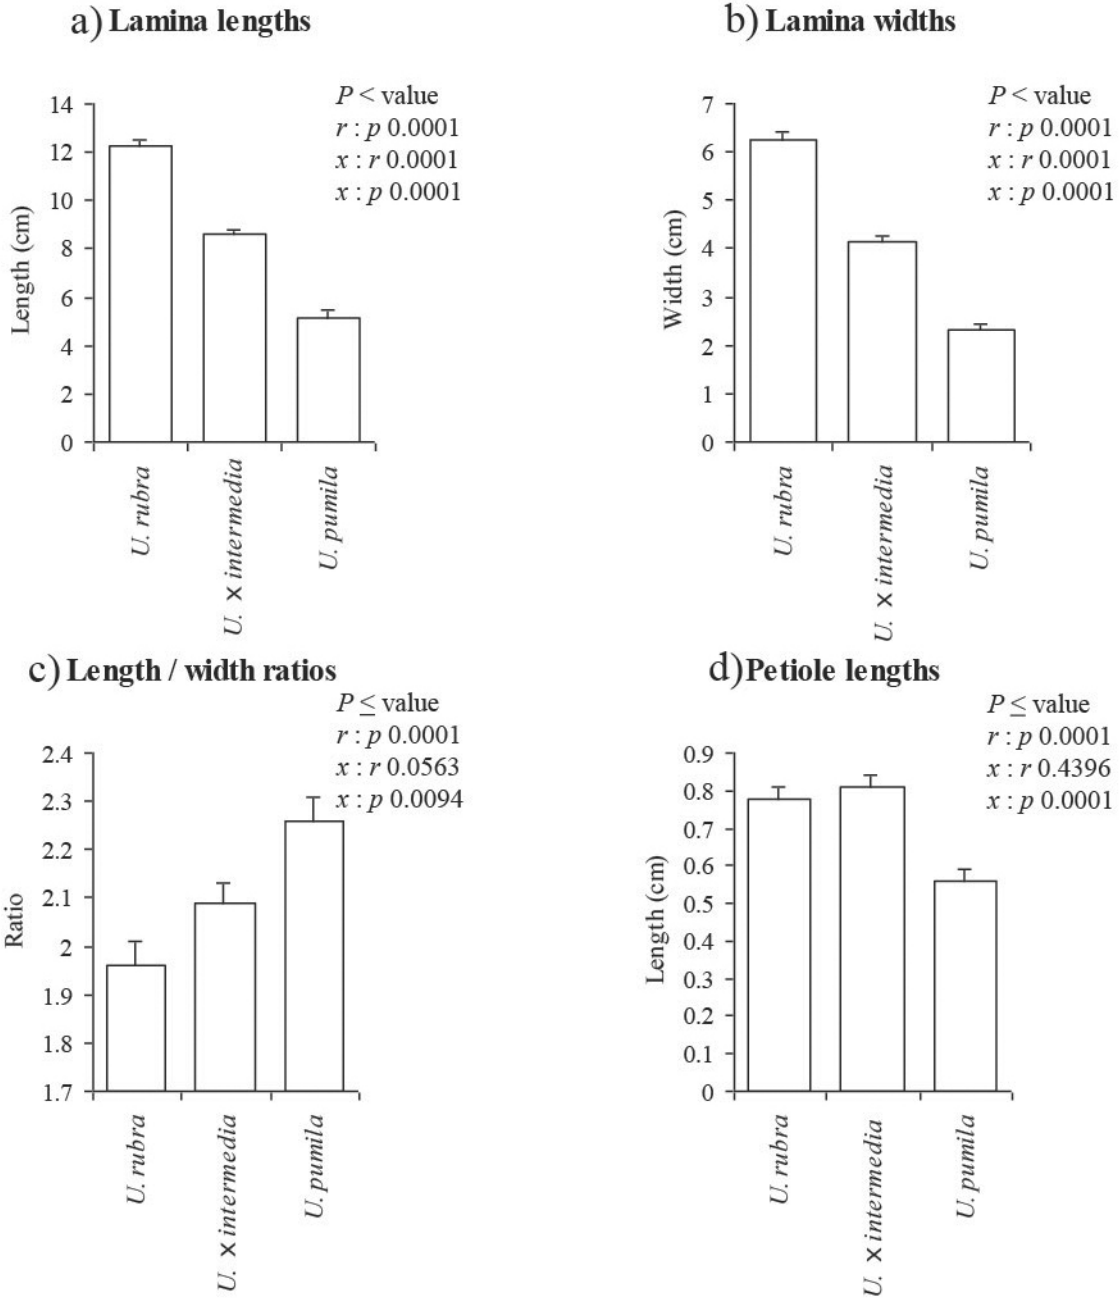 a) Lamina lengths
P < value
r : p 0.0001
x : r 0.0001
x : p 0.0001
14
12
10
8
6
4
2
0
Length (cm)
U. rubra
U. x intermedia
U. pumila
b) Lamina widths
P < value
r : p 0.0001
x : r 0.0001
x : p 0.0001
7
6
5
4
3
2
1
0
Width (cm)
U. rubra
U. x intermedia
U. pumila
c) Length / width ratios
P ≤ value
r : p 0.0001
x : r 0.0563
x : p 0.0094
2.4
2.3
2.2
2.1
2
1.9
1.8
1.7
Ratio
U. rubra
U. x intermedia
U. pumila
d) Petiole lengths
P ≤ value
r : p 0.0001
x : r 0.4396
x : p 0.0001
0.9
0.8
0.7
0.6
0.5
0.4
0.3
0.2
0.1
0
Length (cm)
U. rubra
U. x intermedia
U. pumila